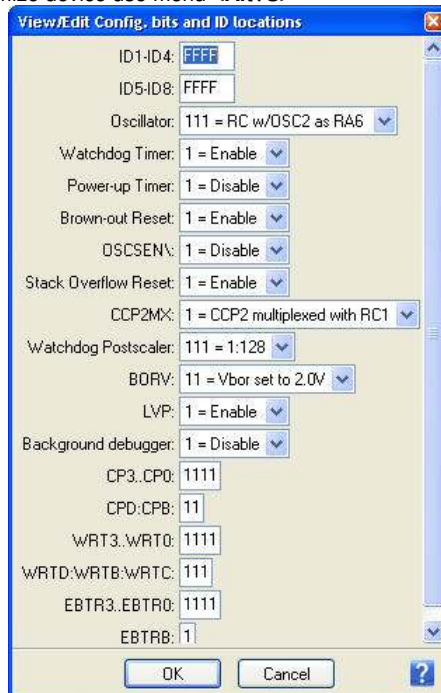 View/Edit Config. bits and ID locations
ID1-ID4: FFFF
ID5-ID8: FFFF
Oscillator: 111 = RC w/OSC2 as RA6
Watchdog Timer: 1 = Enable
Power-up Timer: 1 = Disable
Brown-out Reset: 1 = Enable
OSCSEN\: 1 = Disable
Stack Overflow Reset: 1 = Enable
CCP2MX: 1 = CCP2 multiplexed with RC1
Watchdog Postscaler: 111 = 1:128
BORV: 11 = Vbor set to 2.0V
LVP: 1 = Enable
Background debugger: 1 = Disable
CP3..CP0: 1111
CPD:CPB: 11
WRT3..WRT0: 1111
WRTD:WRTB:WRTC: 111
EBTR3..EBTR0: 1111
EBTRB: 1
OK Cancel ?